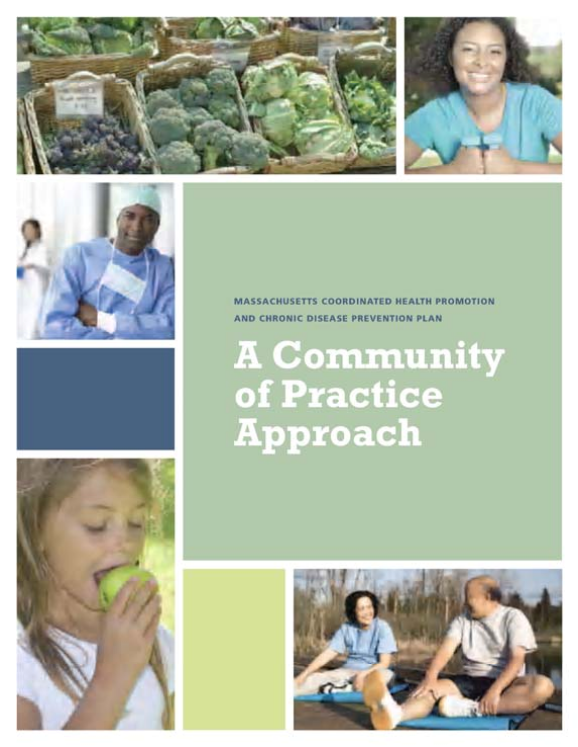 MASSACHUSETTS COORDINATED HEALTH PROMOTION
AND CHRONIC DISEASE PREVENTION PLAN
A Community
of Practice
Approach